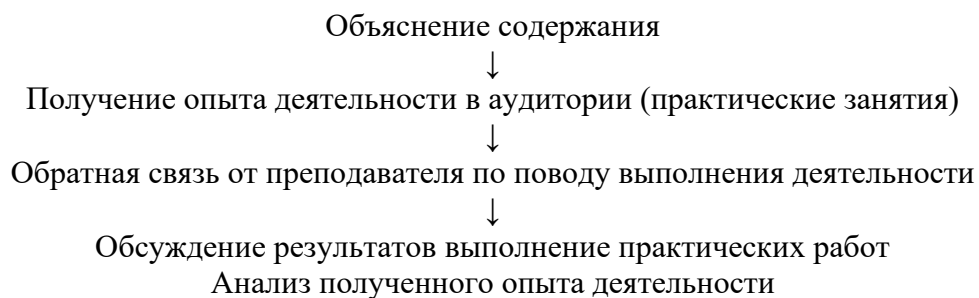 Объяснение содержания
↓
Получение опыта деятельности в аудитории (практические занятия)
↓
Обратная связь от преподавателя по поводу выполнения деятельности
↓
Обсуждение результатов выполнение практических работ
Анализ полученного опыта деятельности